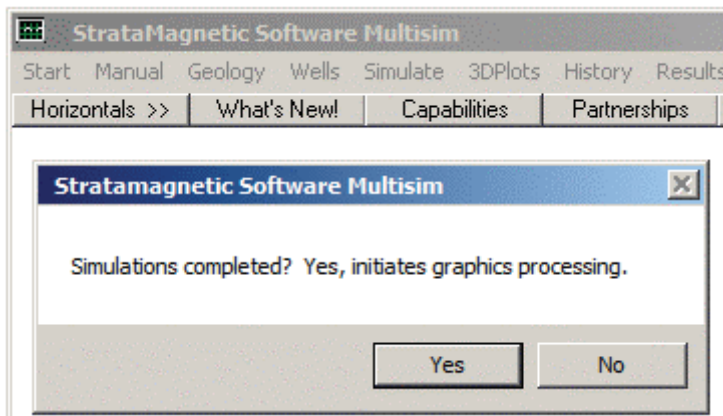 StrataMagnetic Software Multisim
Start Manual Geology Wells Simulate 3DPlots History Results
Horizontals >> What's New! Capabilities Partnerships
Stratamagnetic Software Multisim
Simulations completed? Yes, initiates graphics processing.
Yes No